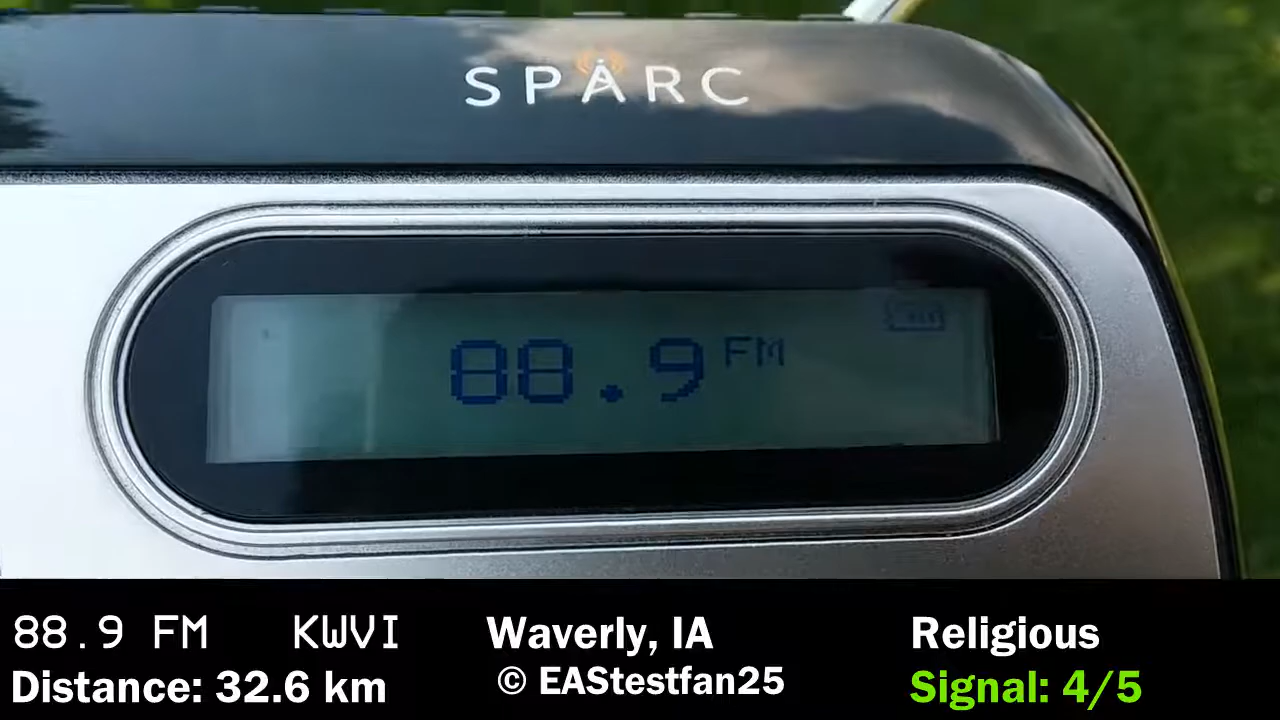 SPARC
88.9 FM
88.9 FM KWVI Waverly, IA Religious
Distance: 32.6 km © EAStestfan25 Signal: 4/5